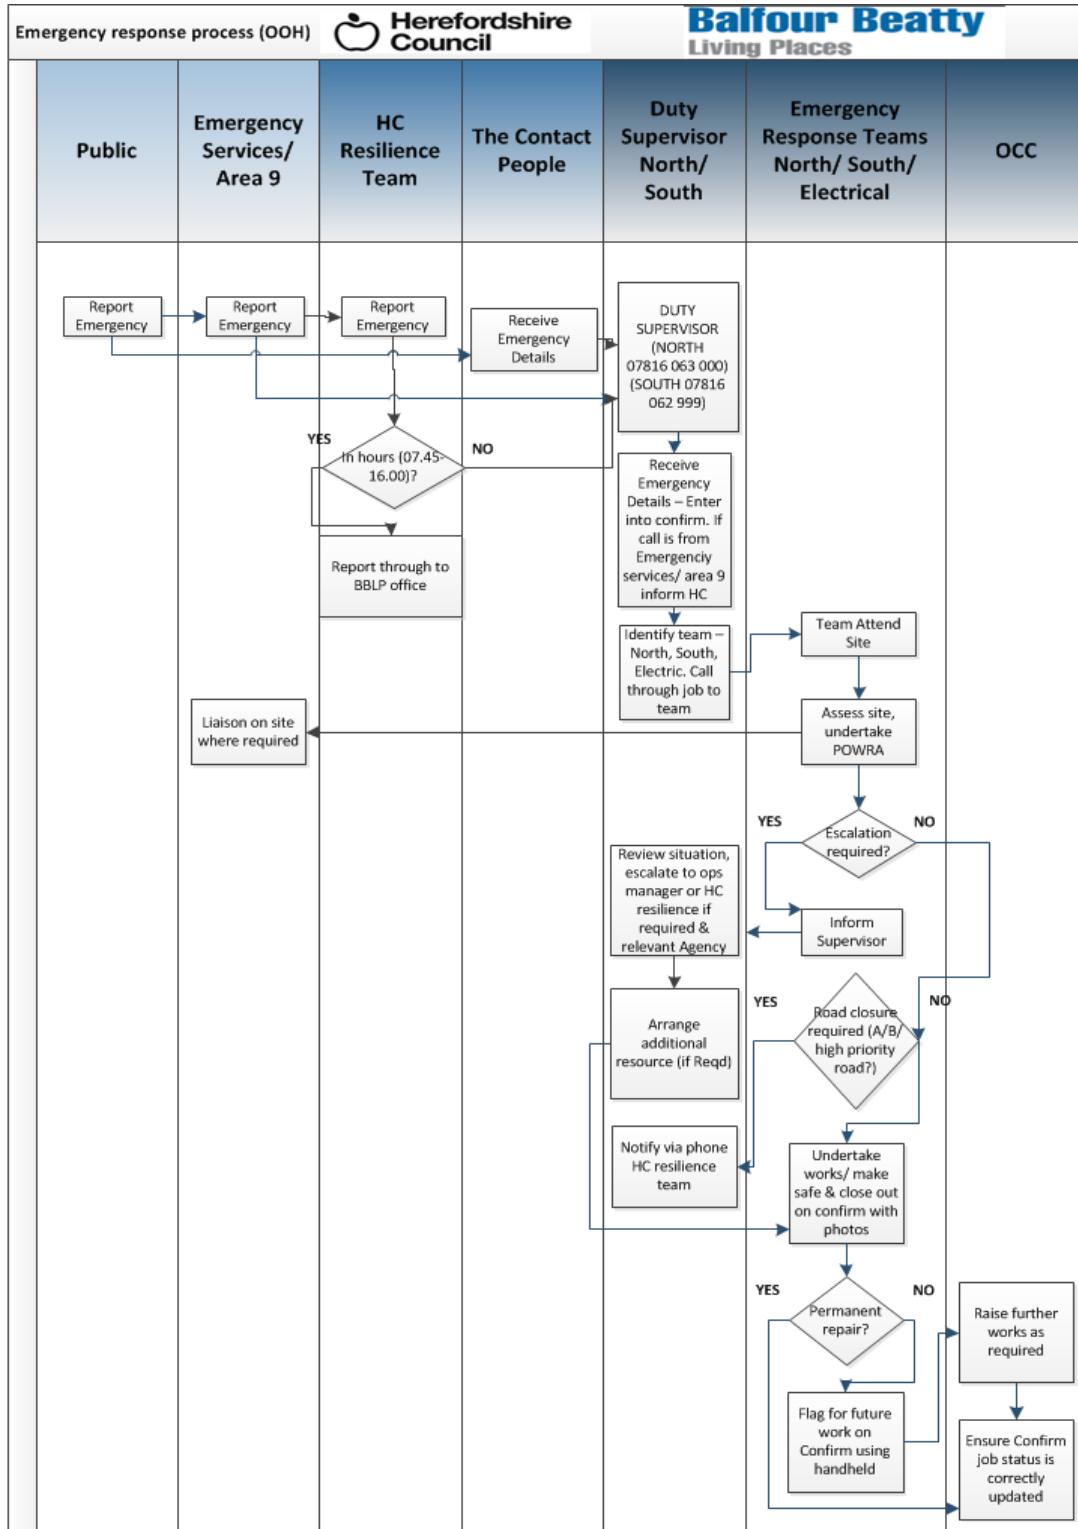 Emergency response process (OOH)
Herefordshire
Council
Balfour Beatty
Living Places
Public
Emergency
Services/
Area 9
HC
Resilience
Team
The Contact
People
Duty
Supervisor
North/
South
Emergency
Response Teams
North/ South/
Electrical
OCC
Report
Emergency
Report
Emergency
Report
Emergency
Receive
Emergency
Details
DUTY
SUPERVISOR
(NORTH
07816 063 000)
(SOUTH 07816
062 999)
YES
In hours (07.45-
16.00)?
NO
Report through to
BBLP office
Receive
Emergency
Details – Enter
into confirm. If
call is from
Emergenciy
services/ area 9
inform HC
Identify team –
North, South,
Electric. Call
through job to
team
Team Attend
Site
Liaison on site
where required
Assess site,
undertake
POWRA
YES
Escalation
required?
NO
Review situation,
escalate to ops
manager or HC
resilience if
required &
relevant Agency
Inform
Supervisor
Arrange
additional
resource (if Reqd)
YES
Road closure
required (A/B/
high priority
road?)
NO
Notify via phone
HC resilience
team
Undertake
works/ make
safe & close out
on confirm with
photos
YES
Permanent
repair?
NO
Flag for future
work on
Confirm using
handheld
Raise further
works as
required
Ensure Confirm
job status is
correctly
updated